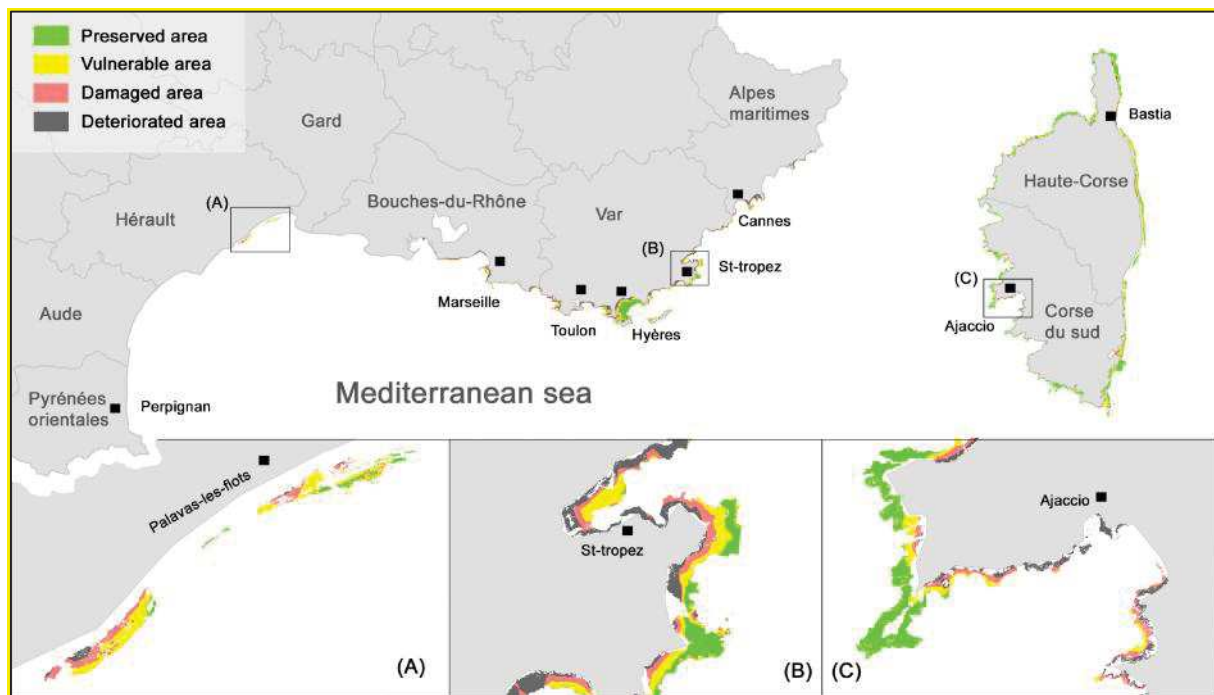 Preserved area
Vulnerable area
Damaged area
Deteriorated area
Gard
Alpes
maritimes
Bastia
Hérault
(A)
Bouches-du-Rhône
Var
Cannes
Haute-Corse
(B)
St-tropez
Marseille
Toulon
Hyères
(C)
Ajaccio
Corse
du sud
Aude
Mediterranean sea
Pyrénées
orientales
Perpignan
Palavas-les-flots
(A)
St-tropez
(B)
Ajaccio
(C)